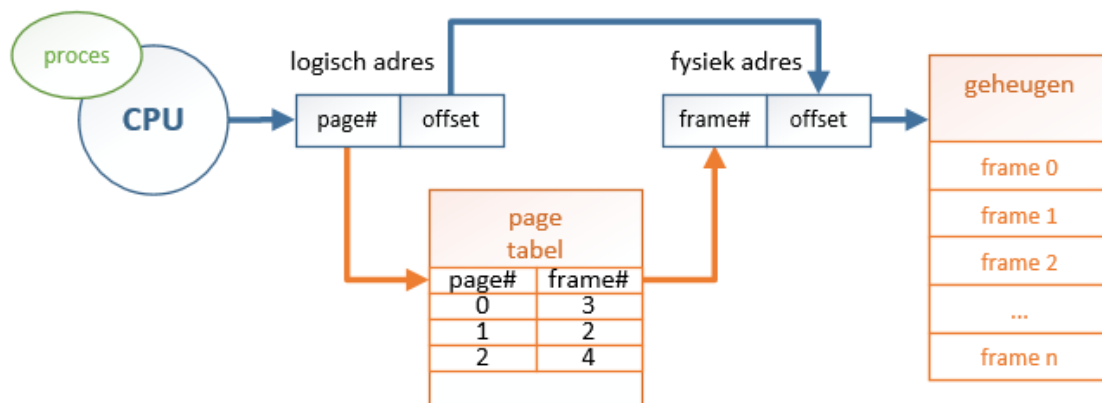 proces
CPU
logisch adres
page# offset
fysiek adres
frame# offset
page
tabel
page# frame#
0 3
1 2
2 4
geheugen
frame 0
frame 1
frame 2
...
frame n